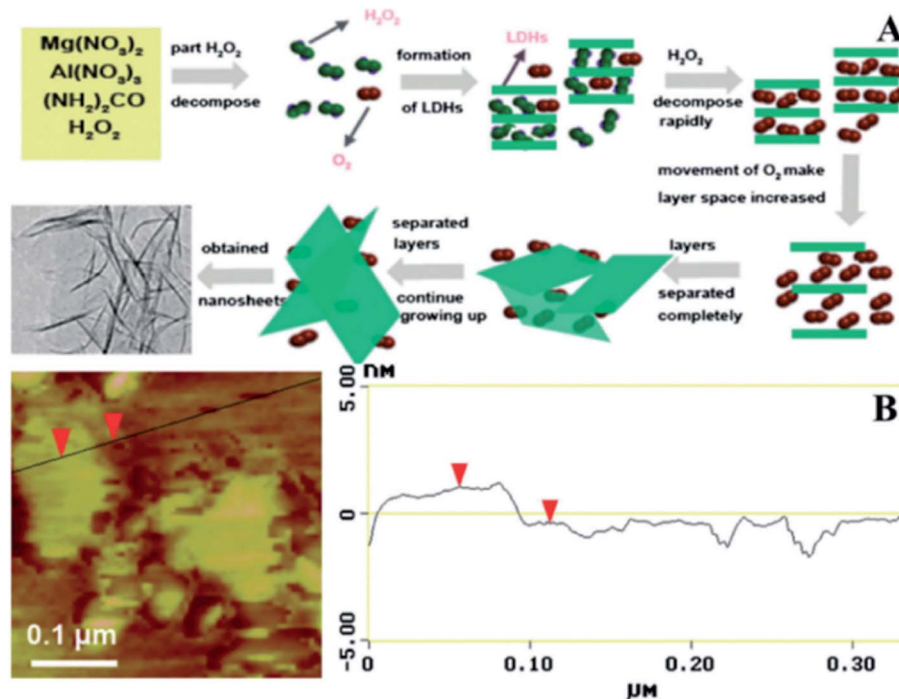 A
Mg(NO₃)₂
Al(NO₃)₃
(NH₂)₂CO
H₂O₂
part H₂O₂
decompose
H₂O₂
O₂
formation
of LDHs
LDHs
H₂O₂
decompose
rapidly
movement of O₂ make
layer space increased
layers
separated
completely
separated
layers
continue
growing up
obtained
nanosheets
0.1 μm
B
nM
5.00
0
-5.00
0
0.10
0.20
0.30
μM